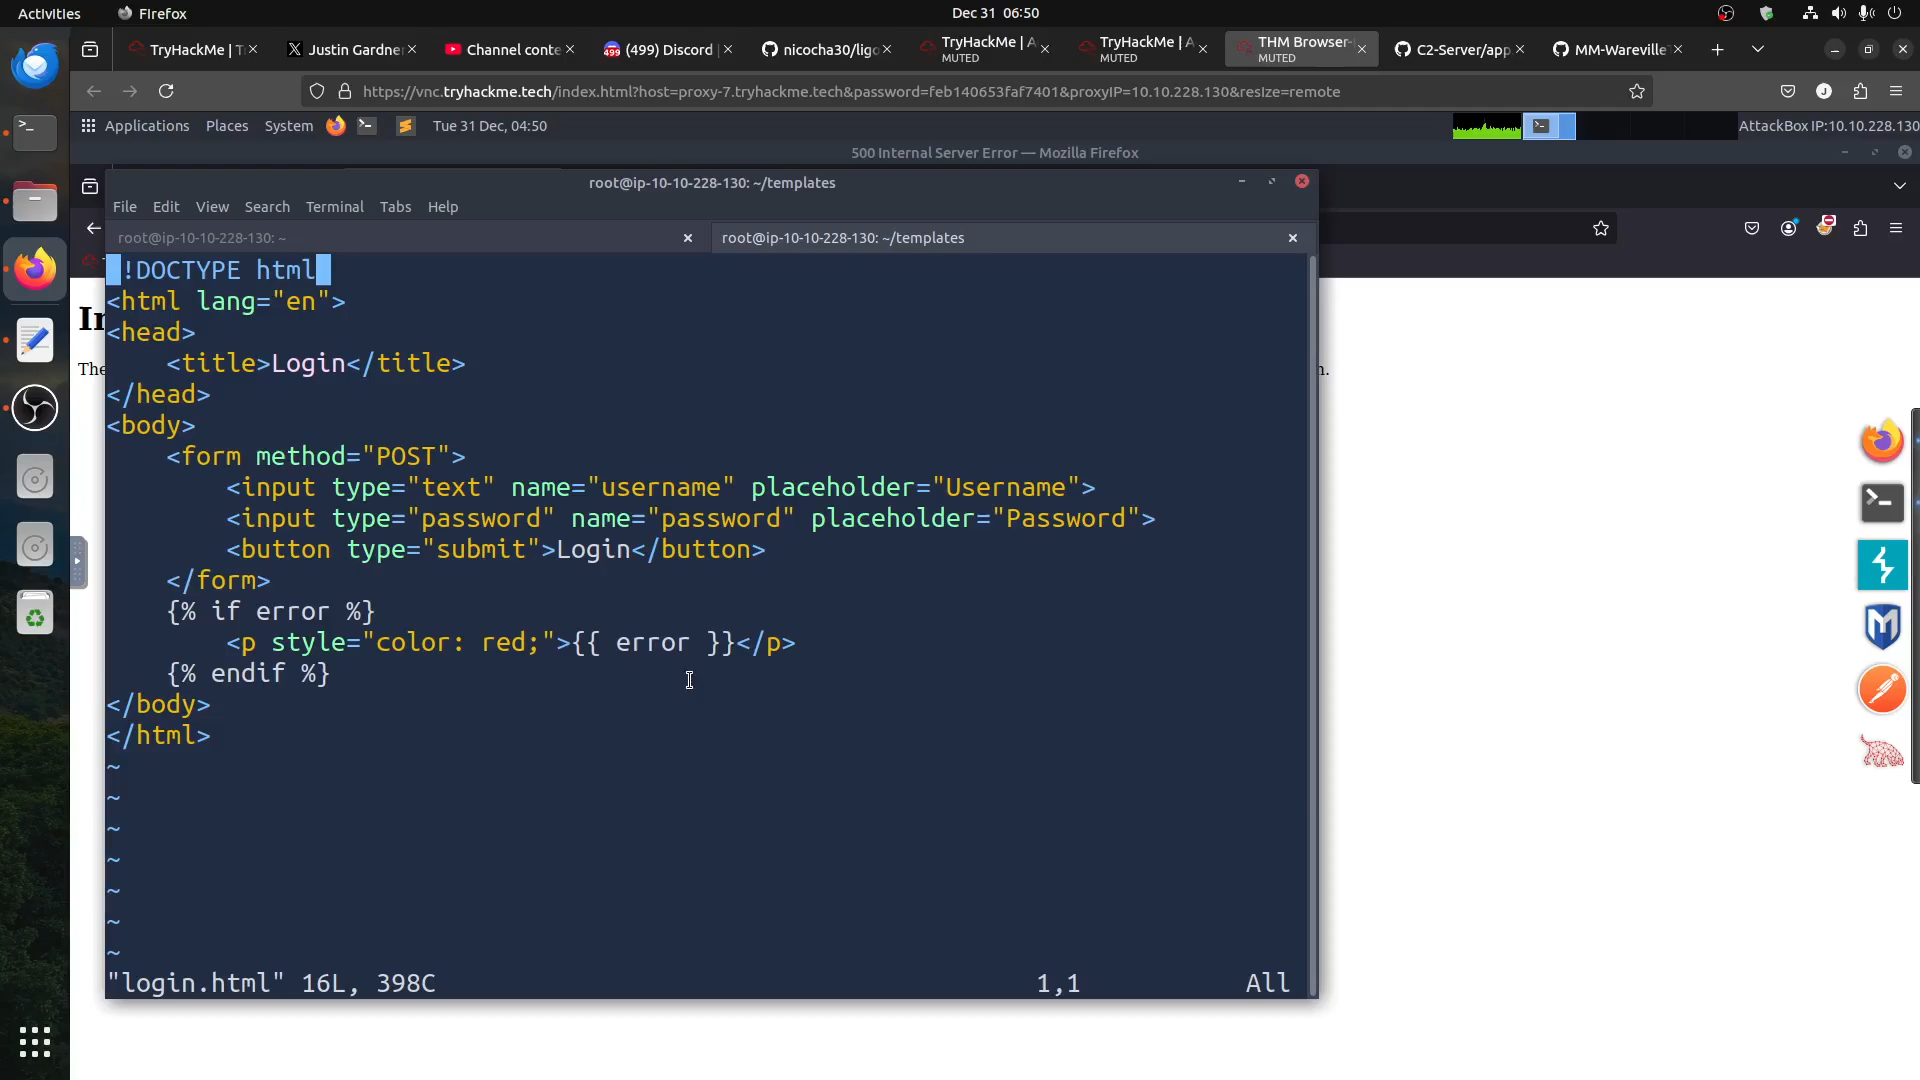 Activities
Firefox
Dec 31 06:50
TryHackMe | T
Justin Gardne
Channel conte
(499) Discord |
nicocha30/ligo
TryHackMe | A
MUTED
TryHackMe | A
MUTED
THM Browser-
MUTED
C2-Server/app
MM-Wareville
https://vnc.tryhackme.tech/index.html?host=proxy-7.tryhackme.tech&password=feb140653faf7401&proxyIP=10.10.228.130&resize=remote
Applications Places System Tue 31 Dec, 04:50
AttackBox IP:10.10.228.130
500 Internal Server Error — Mozilla Firefox
root@ip-10-10-228-130: ~/templates
File Edit View Search Terminal Tabs Help
root@ip-10-10-228-130: ~
root@ip-10-10-228-130: ~/templates
<!DOCTYPE html>
<html lang="en">
<head>
    <title>Login</title>
</head>
<body>
    <form method="POST">
        <input type="text" name="username" placeholder="Username">
        <input type="password" name="password" placeholder="Password">
        <button type="submit">Login</button>
    </form>
    {% if error %}
        <p style="color: red;">{{ error }}</p>
    {% endif %}
</body>
</html>
~
~
~
~
~
~
~
"login.html" 16L, 398C 1,1 All
The